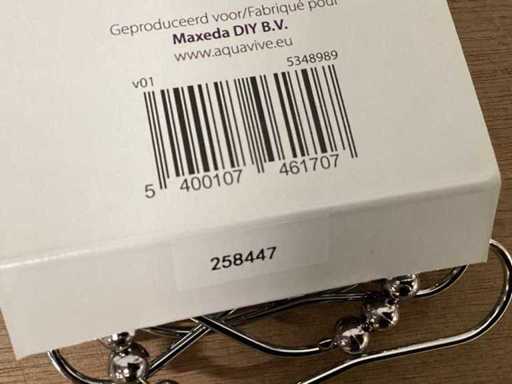 Geproduceerd voor/Fabriqué pour
Maxeda DIY B.V.
www.aquavive.eu
5348989
v01
5 400107 461707
258447